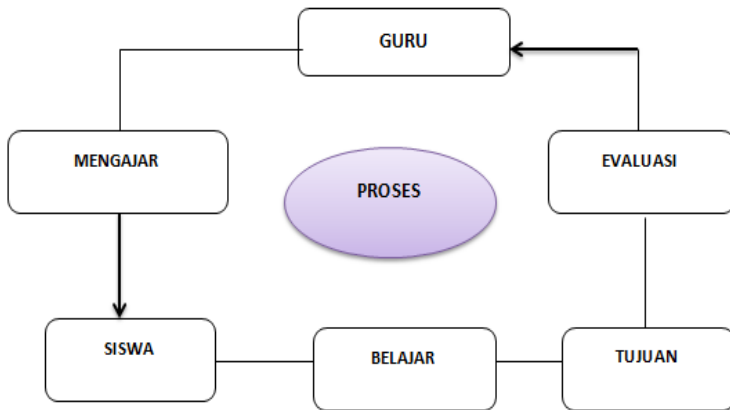 GURU
MENGAJAR
EVALUASI
PROSES
SISWA
BELAJAR
TUJUAN